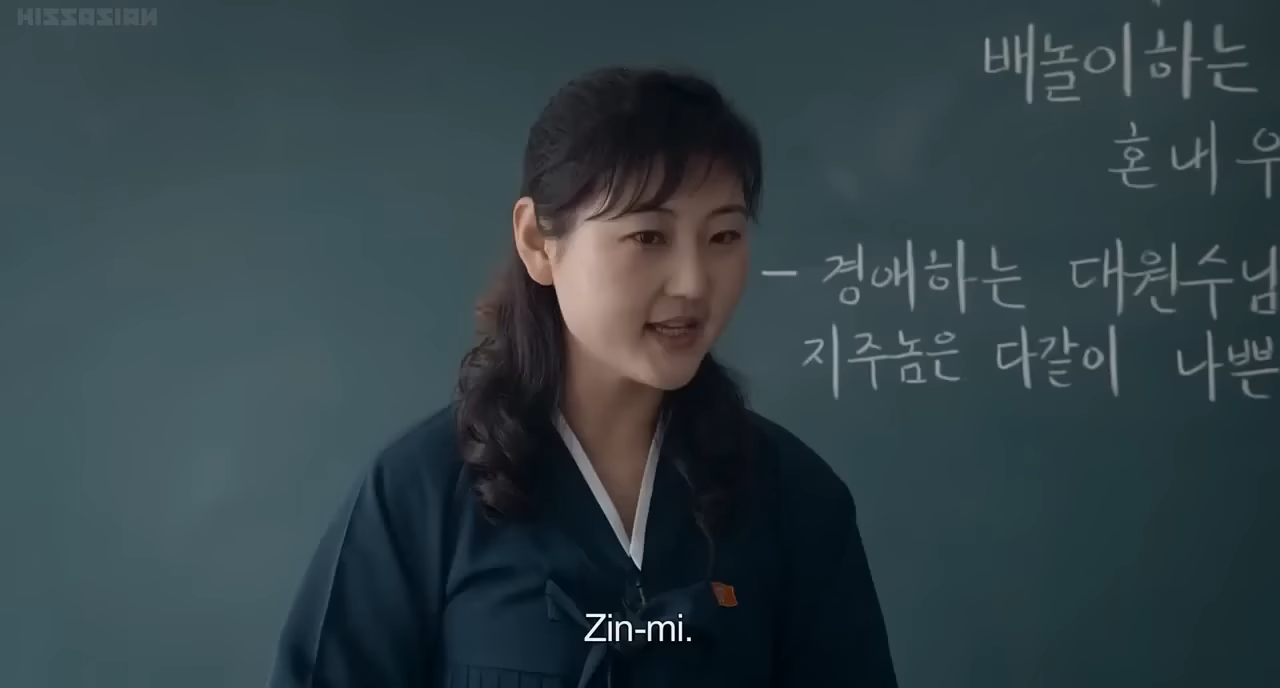 HISSASIAN
배놀이하는
혼내 우
- 경애하는 대원수님
지주놈은 다같이 나쁜
Zin-mi.